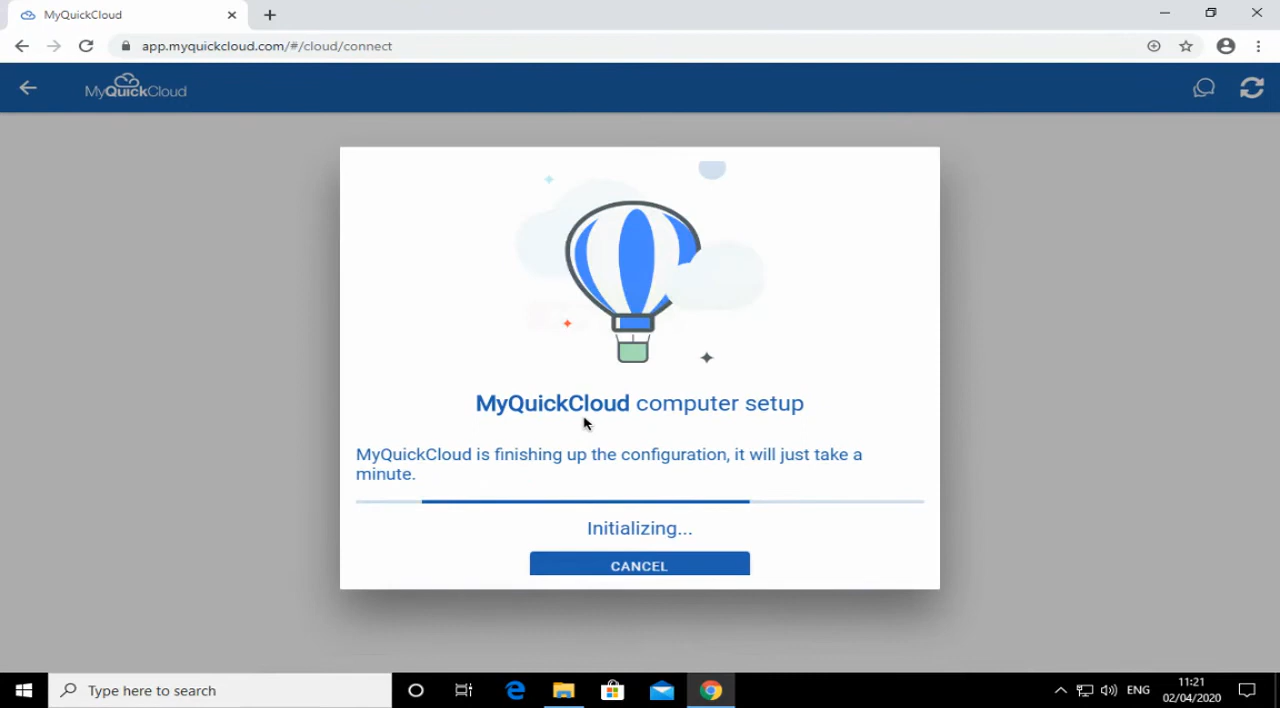 MyQuickCloud
app.myquickcloud.com/#/cloud/connect
MyQuickCloud
MyQuickCloud computer setup
MyQuickCloud is finishing up the configuration, it will just take a
minute.
Initializing...
CANCEL
Type here to search
ENG
11:21
02/04/2020